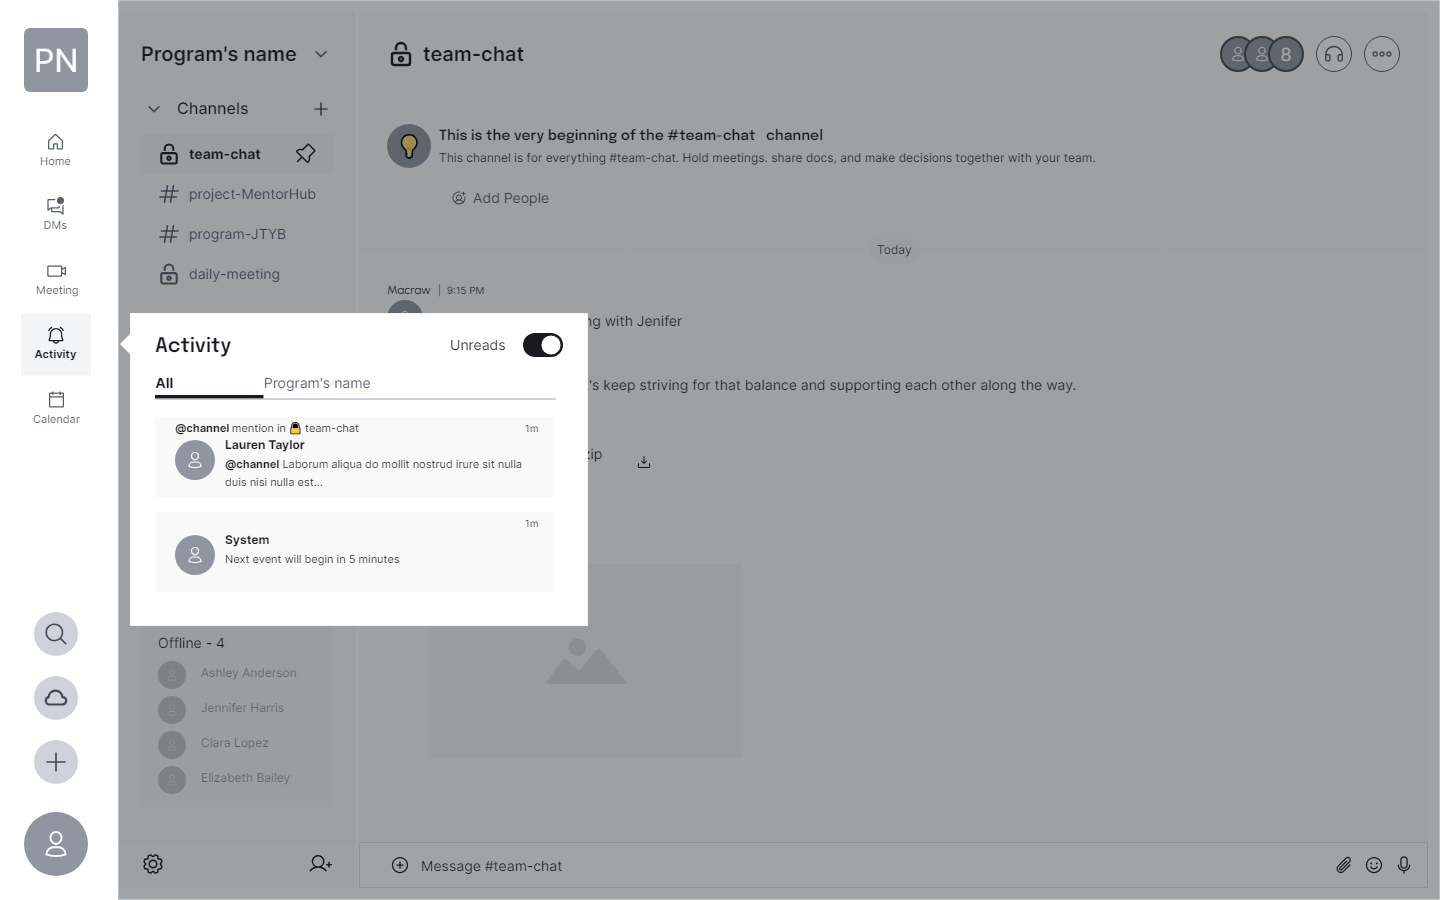 PN
Home
DMs
Meeting
Activity
Calendar
Program's name
Channels
team-chat
project-MentorHub
program-JTYB
daily-meeting
Activity
Unreads
All
Program's name
@channel mention in team-chat
1m
Lauren Taylor
@channel Laborum aliqua do mollit nostrud irure sit nulla
duis nisi nulla est...
1m
System
Next event will begin in 5 minutes
Offline - 4
Ashley Anderson
Jennifer Harris
Clara Lopez
Elizabeth Bailey
team-chat
8
This is the very beginning of the #team-chat channel
This channel is for everything #team-chat. Hold meetings. share docs, and make decisions together with your team.
Add People
Today
Macraw | 9:15 PM
with Jenifer
's keep striving for that balance and supporting each other along the way.
zip
Message #team-chat